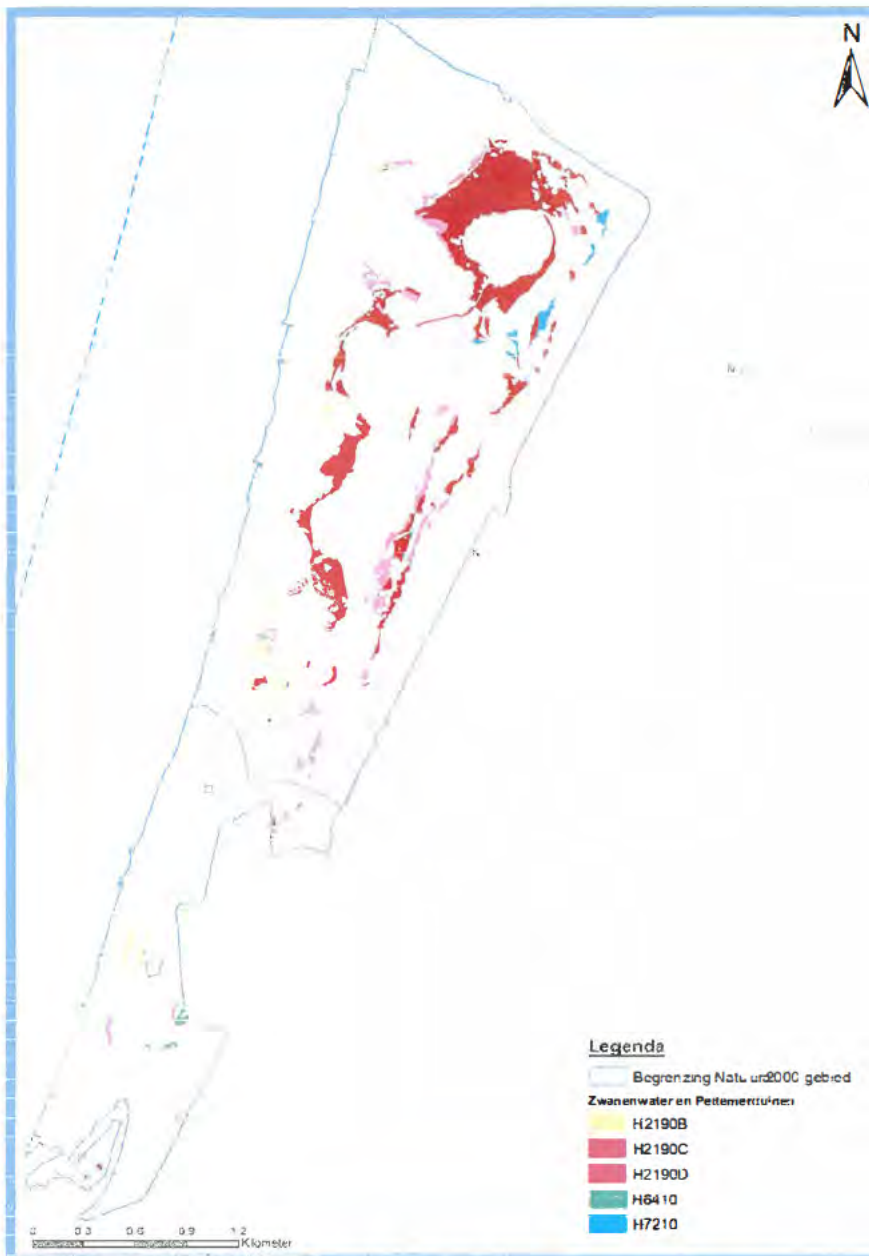 N
Legenda
Begrenzing Natuur2000 gebied
Zwanenwater en Pettemerduinen
H2190B
H2190C
H2190D
H6410
H7210
0 0.3 0.6 0.9 1.2
Kilometer